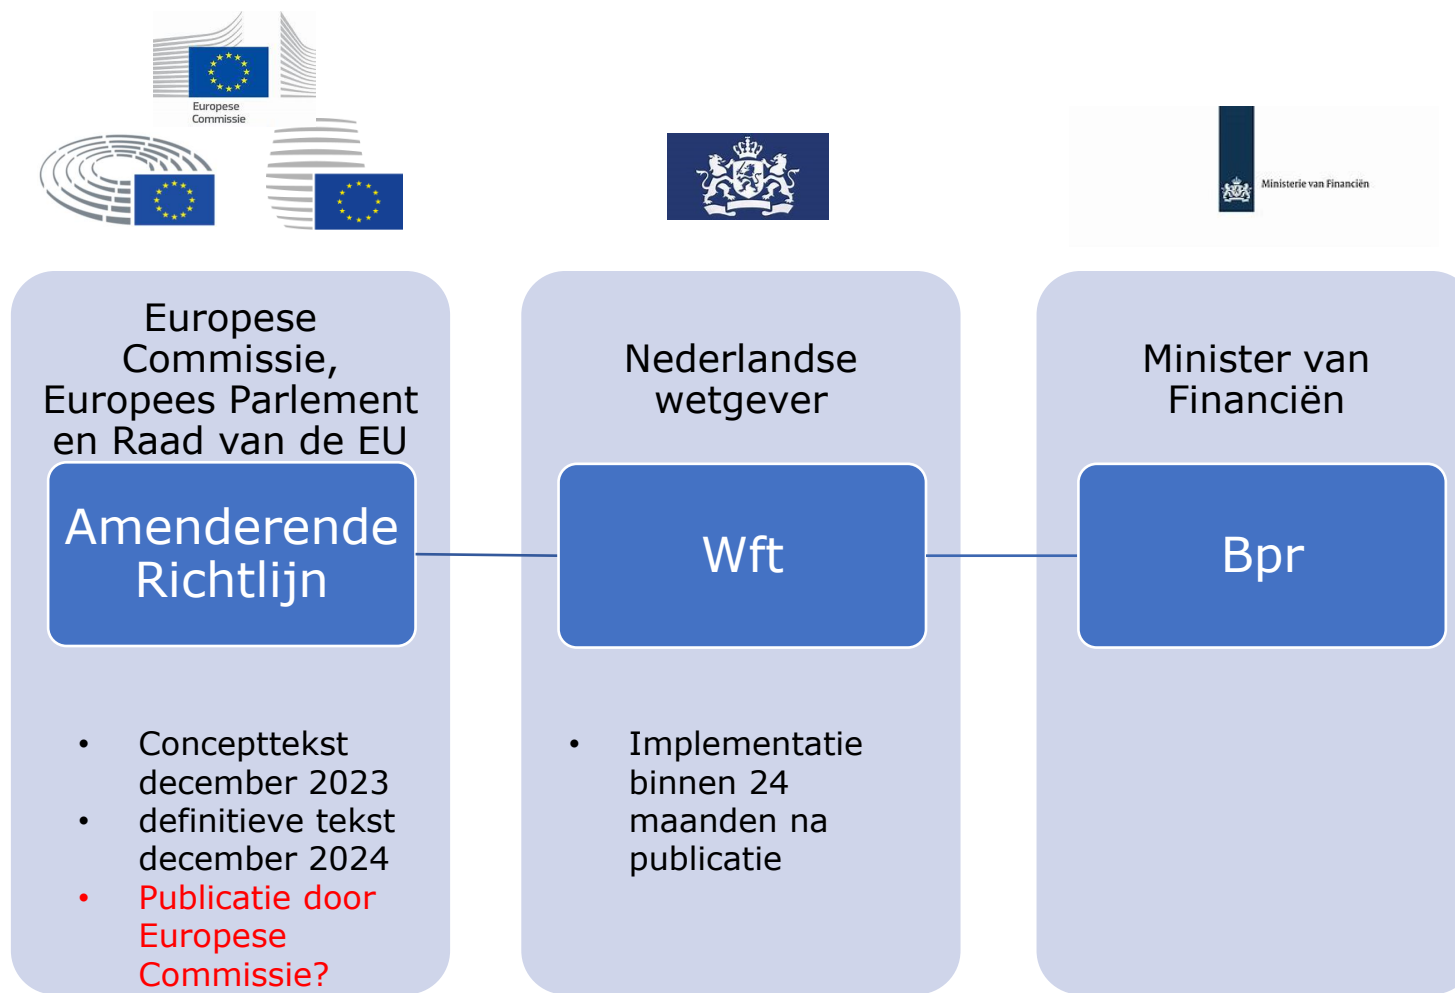 Europese
Commissie
Ministerie van Financiën
Europese
Commissie,
Europees Parlement
en Raad van de EU
Amenderende
Richtlijn
• Concepttekst
december 2023
• definitieve tekst
december 2024
• Publicatie door
Europese
Commissie?
Nederlandse
wetgever
Wft
• Implementatie
binnen 24
maanden na
publicatie
Minister van
Financiën
Bpr